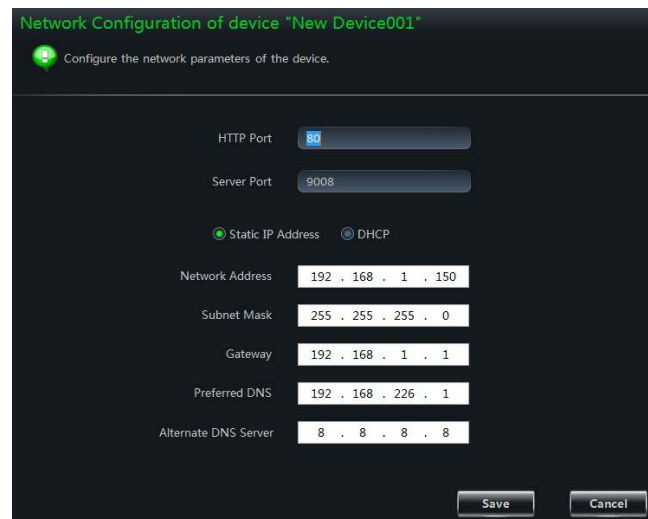 Network Configuration of device "New Device001"
Configure the network parameters of the device.
HTTP Port 80
Server Port 9008
Static IP Address DHCP
Network Address 192 . 168 . 1 . 150
Subnet Mask 255 . 255 . 255 . 0
Gateway 192 . 168 . 1 . 1
Preferred DNS 192 . 168 . 226 . 1
Alternate DNS Server 8 . 8 . 8 . 8
Save Cancel